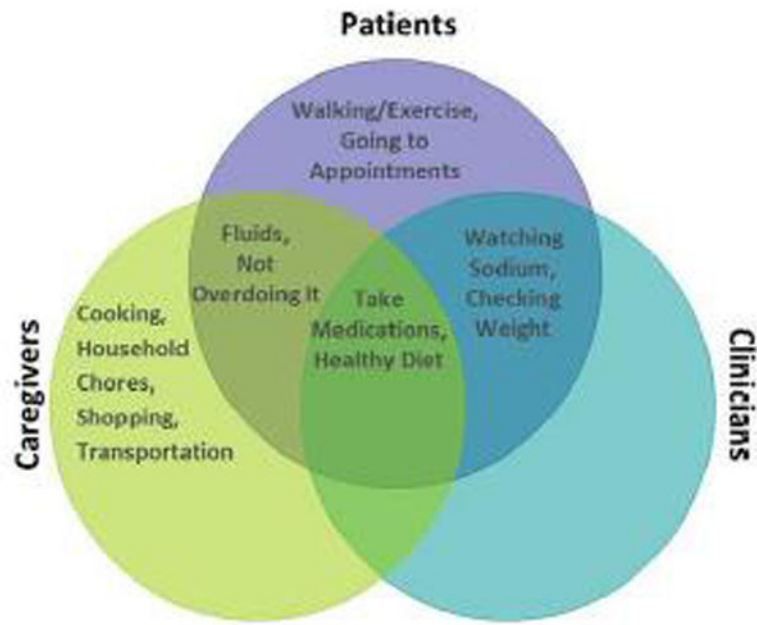 Patients
Walking/Exercise,
Going to
Appointments
Fluids,
Not
Overdoing It
Watching
Sodium,
Checking
Weight
Take
Medications,
Healthy Diet
Cooking,
Household
Chores,
Shopping,
Transportation
Caregivers
Clinicians